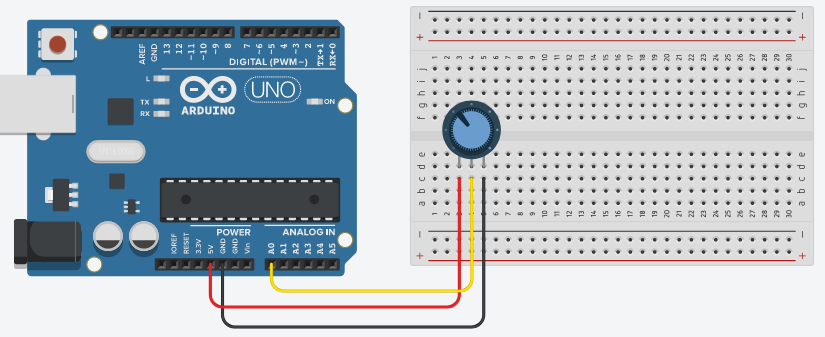 AREF
GND
13
12
~11
~10
~9
8
7
~6
~5
4
~3
2
TX→1
RX←0
DIGITAL (PWM~)
L
TX
RX
ARDUINO
UNO
ON
POWER
ANALOG IN
IOREF
RESET
3.3V
5V
GND
GND
Vin
A0
A1
A2
A3
A4
A5
− −
+ +
1 2 3 4 5 6 7 8 9 10 11 12 13 14 15 16 17 18 19 20 21 22 23 24 25 26 27 28 29 30
j j
i i
h h
g g
f f
e e
d d
c c
b b
a a
1 2 3 4 5 6 7 8 9 10 11 12 13 14 15 16 17 18 19 20 21 22 23 24 25 26 27 28 29 30
− −
+ +